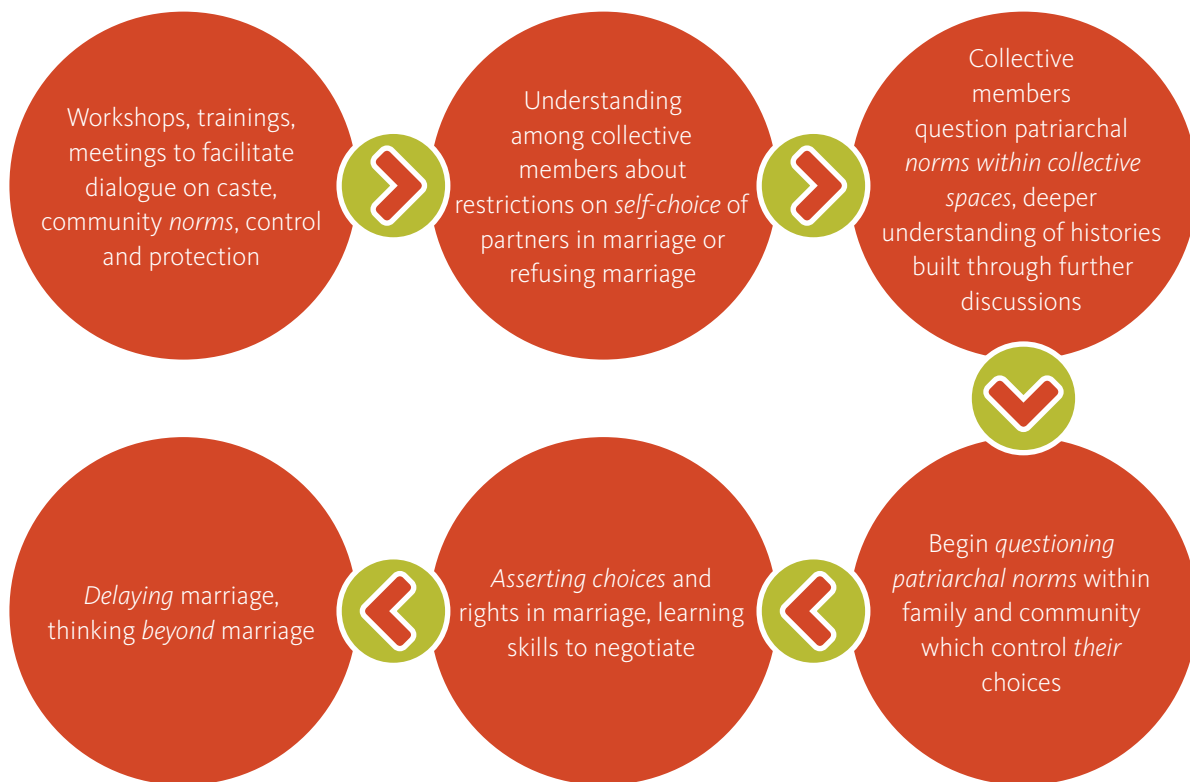 Workshops, trainings,
meetings to facilitate
dialogue on caste,
community norms, control
and protection
Understanding
among collective
members about
restrictions on self-choice of
partners in marriage or
refusing marriage
Collective
members
question patriarchal
norms within collective
spaces, deeper
understanding of histories
built through further
discussions
Begin questioning
patriarchal norms within
family and community
which control their
choices
Asserting choices and
rights in marriage, learning
skills to negotiate
Delaying marriage,
thinking beyond marriage